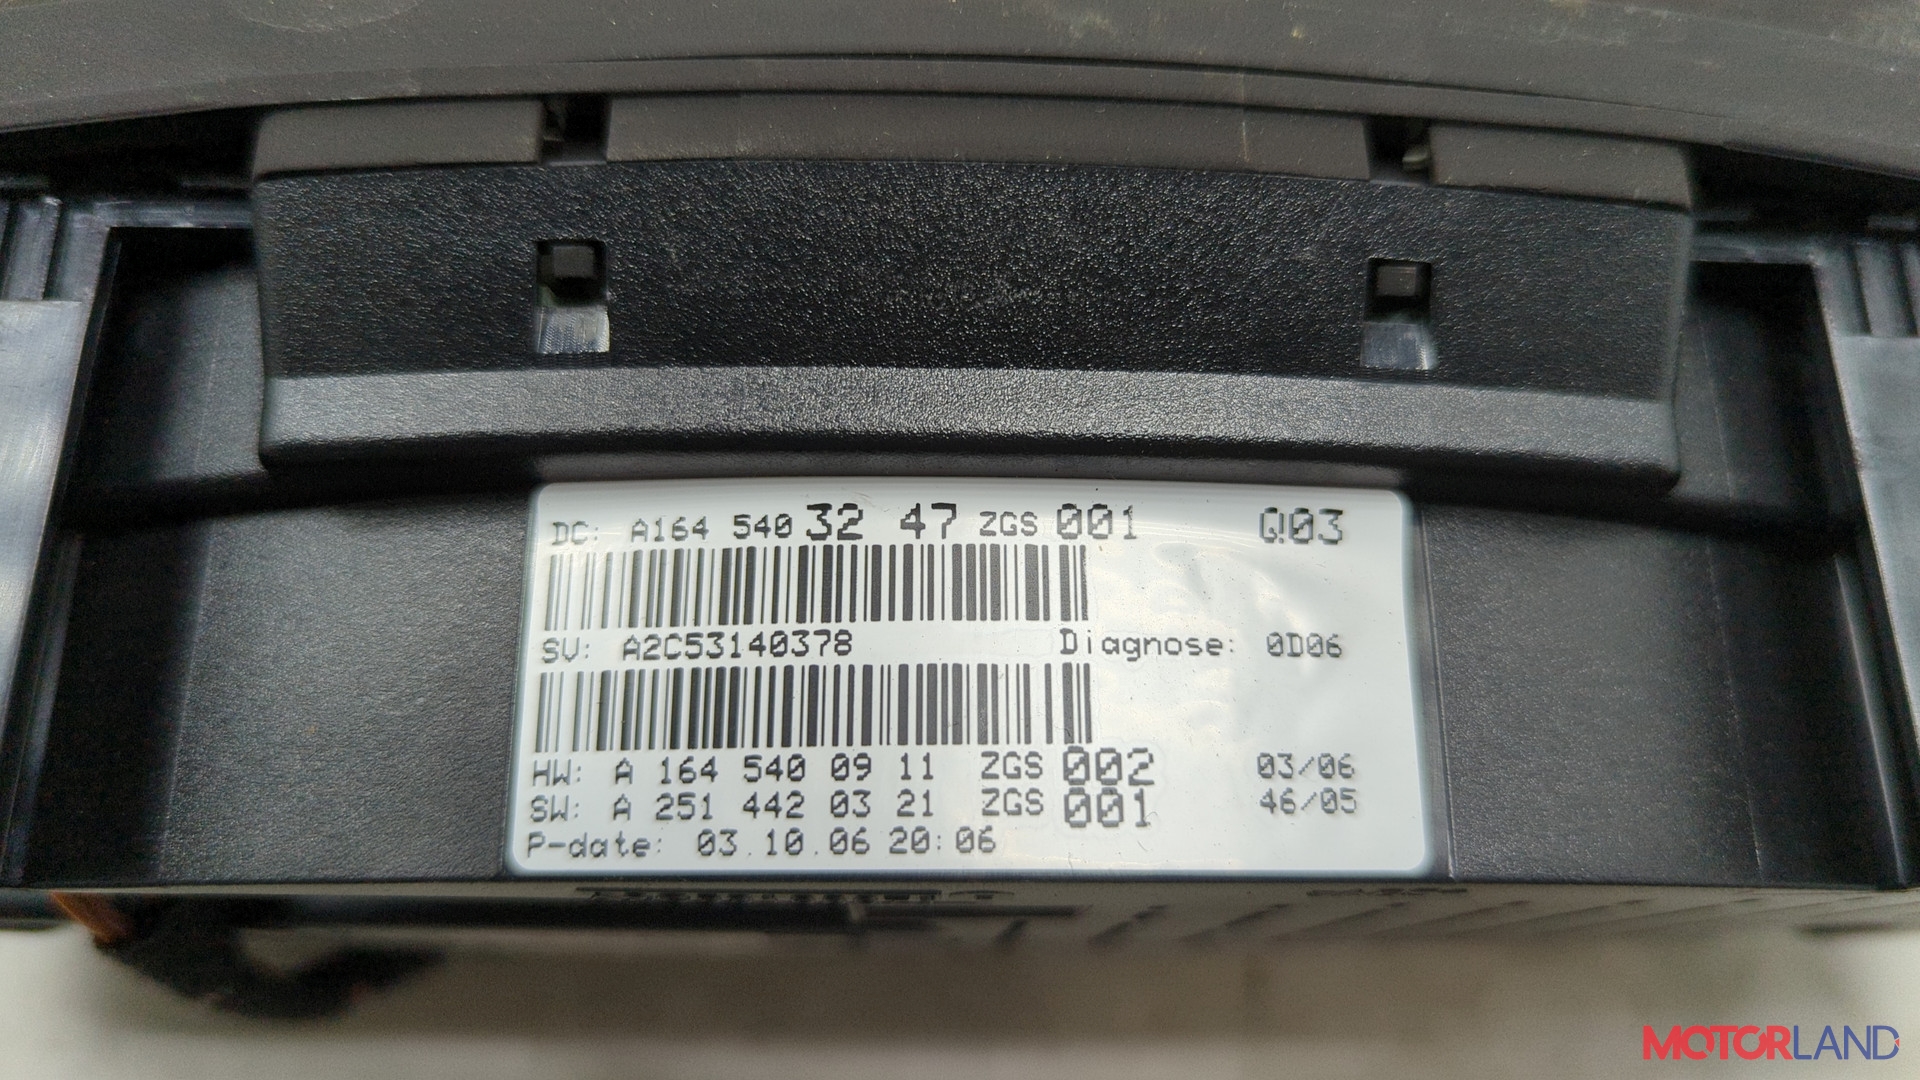 DC: A164 540 32 47 ZGS 001 Q03
SV: A2C53140378 Diagnose: 0D06
HW: A 164 540 09 11 ZGS 002 03/06
SW: A 251 442 03 21 ZGS 001 46/05
P-date: 03.10.06 20:06
MOTORLAND